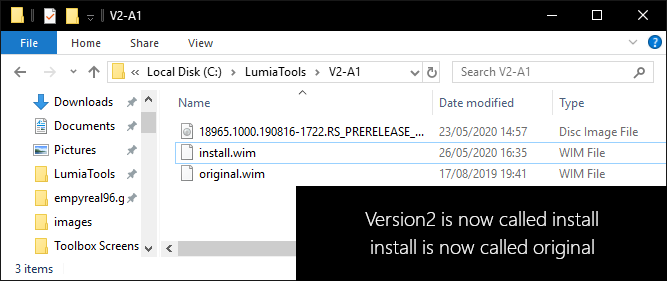 V2-A1
File Home Share View
« Local Disk (C:) > LumiaTools > V2-A1
Search V2-A1
Name Date modified Type
Downloads
Documents
Pictures
LumiaTools
empyreal96.g
images
Toolbox Screens
18965.1000.190816-1722.RS_PRERELEASE_... 23/05/2020 14:57 Disc Image File
install.wim 26/05/2020 16:35 WIM File
original.wim 17/08/2019 19:41 WIM File
3 items
Version2 is now called install
install is now called original